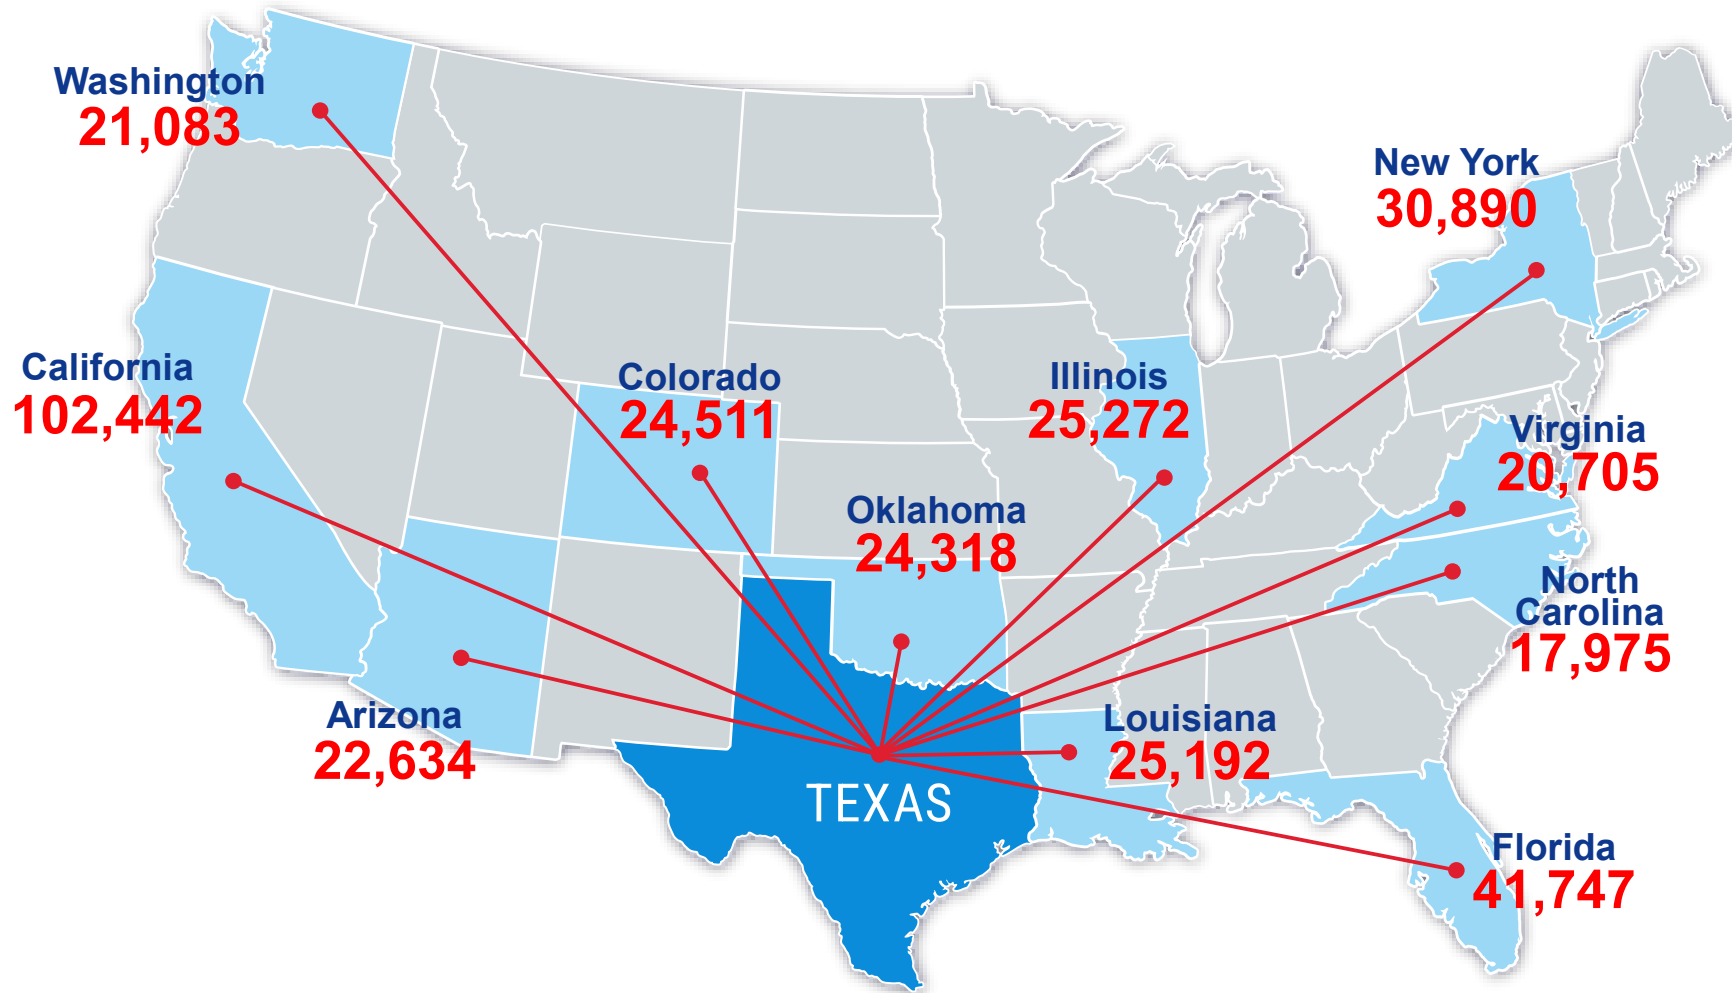 Washington
21,083
New York
30,890
California
102,442
Colorado
24,511
Illinois
25,272
Virginia
20,705
Oklahoma
24,318
North
Carolina
17,975
Arizona
22,634
Louisiana
25,192
TEXAS
Florida
41,747